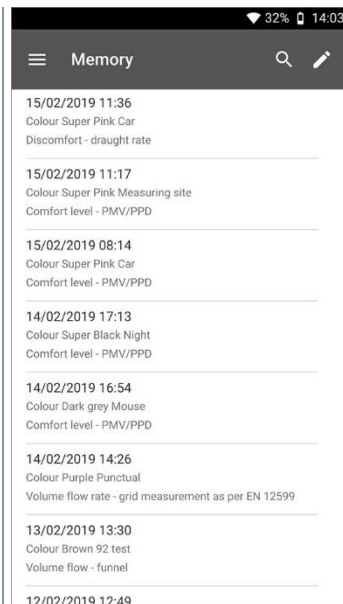 32% 14:03
Memory
15/02/2019 11:36
Colour Super Pink Car
Discomfort - draught rate
15/02/2019 11:17
Colour Super Pink Measuring site
Comfort level - PMV/PPD
15/02/2019 08:14
Colour Super Pink Car
Comfort level - PMV/PPD
14/02/2019 17:13
Colour Super Black Night
Comfort level - PMV/PPD
14/02/2019 16:54
Colour Dark grey Mouse
Comfort level - PMV/PPD
14/02/2019 14:26
Colour Purple Punctual
Volume flow rate - grid measurement as per EN 12599
13/02/2019 13:30
Colour Brown 92 test
Volume flow - funnel
12/02/2019 12:49